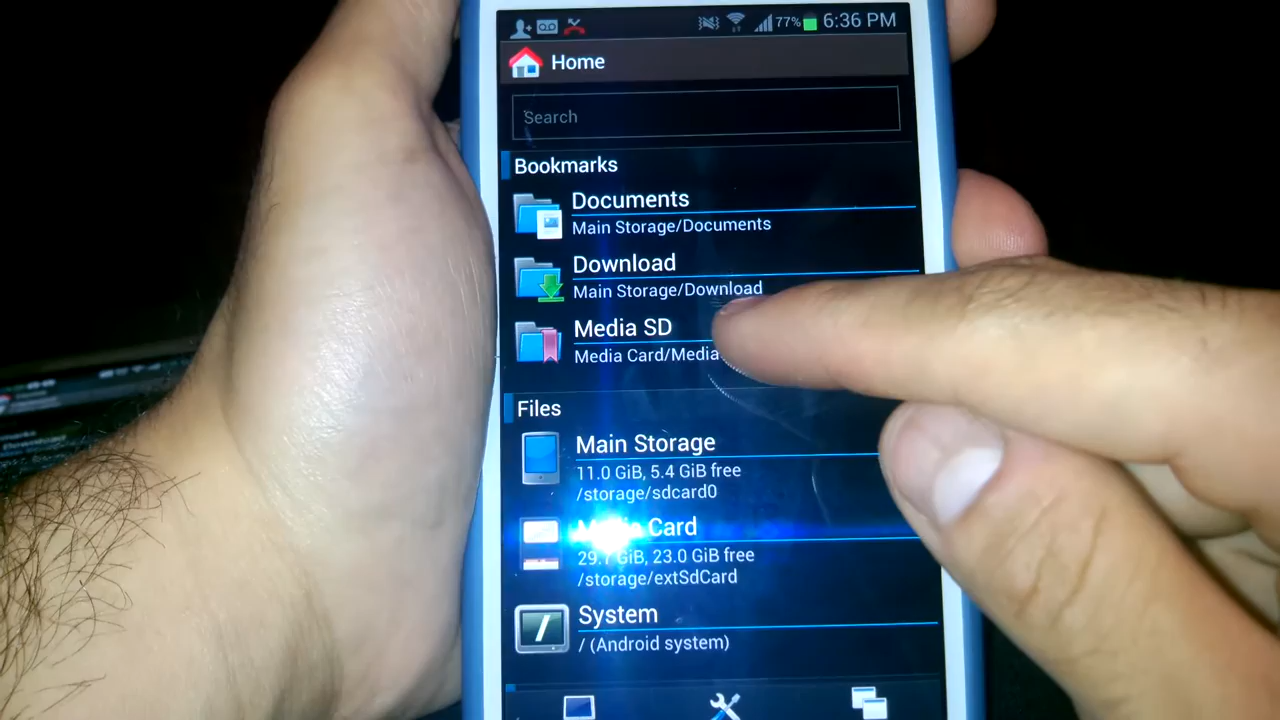 77% 6:36 PM
Home
Search
Bookmarks
Documents
Main Storage/Documents
Download
Main Storage/Download
Media SD
Media Card/Media
Files
Main Storage
11.0 GiB, 5.4 GiB free
/storage/sdcard0
Media Card
GiB, 23.0 GiB free
/storage/extSdCard
System
/ (Android system)